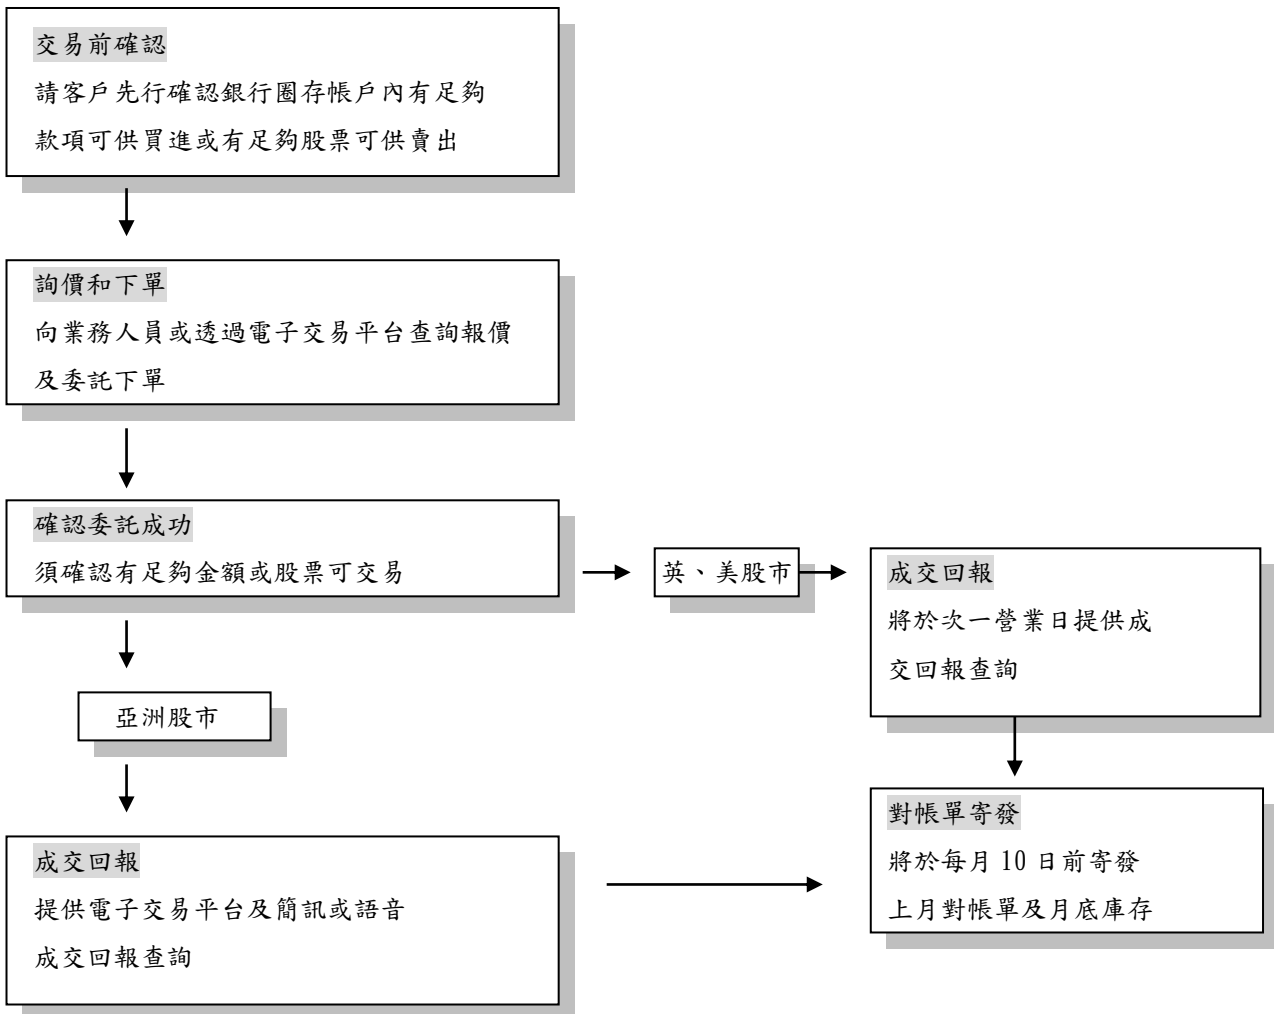 交易前確認
請客戶先行確認銀行圈存帳戶內有足夠
款項可供買進或有足夠股票可供賣出
詢價和下單
向業務人員或透過電子交易平台查詢報價
及委託下單
確認委託成功
須確認有足夠金額或股票可交易
英、美股市
成交回報
將於次一營業日提供成
交回報查詢
亞洲股市
成交回報
提供電子交易平台及簡訊或語音
成交回報查詢
對帳單寄發
將於每月 10 日前寄發
上月對帳單及月底庫存